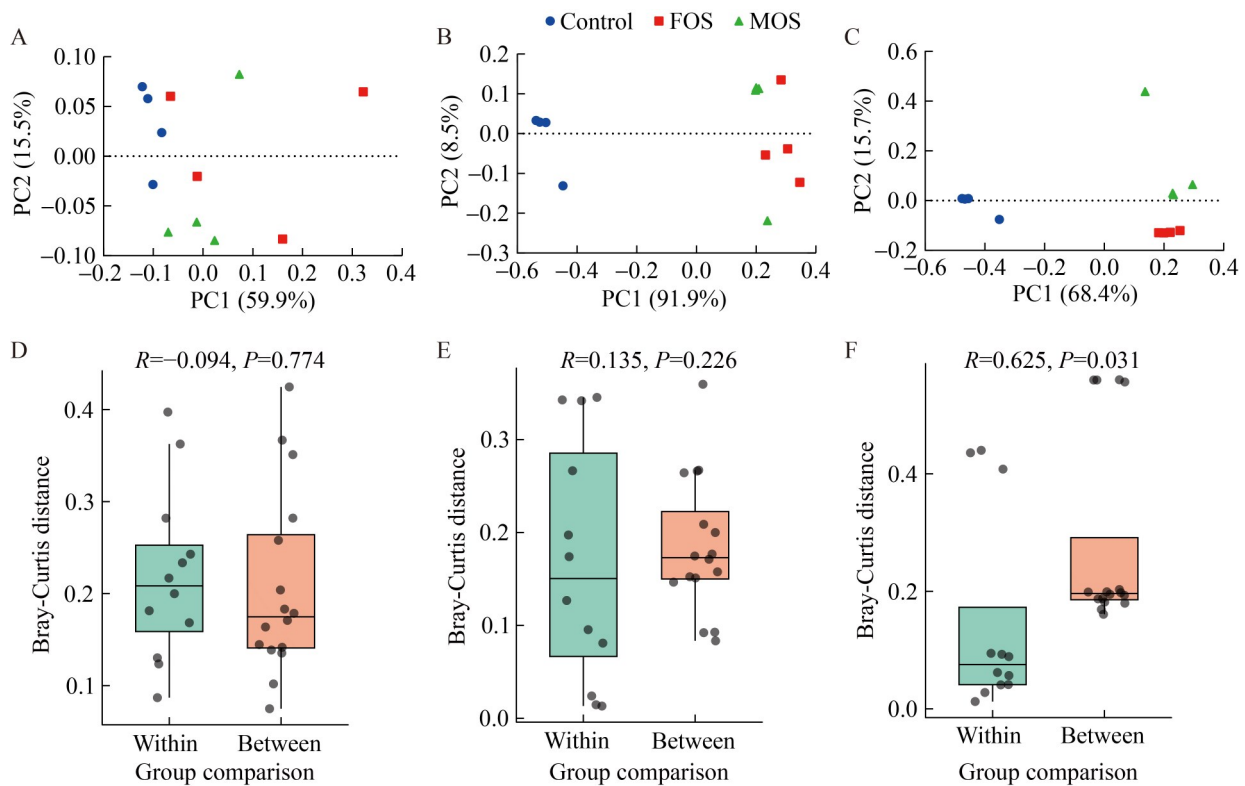 Control FOS MOS
A
0.10
0.05
0.00
−0.05
−0.10
PC2 (15.5%)
−0.2 −0.1 0.0 0.1 0.2 0.3 0.4
PC1 (59.9%)
B
0.2
0.1
0.0
−0.1
−0.2
−0.3
PC2 (8.5%)
−0.6 −0.4 −0.2 0.0 0.2 0.4
PC1 (91.9%)
C
0.6
0.4
0.2
0.0
−0.2
PC2 (15.7%)
−0.6 −0.4 −0.2 0.0 0.2 0.4
PC1 (68.4%)
D
R=−0.094, P=0.774
0.4
0.3
0.2
0.1
Bray-Curtis distance
Within Between
Group comparison
E
R=0.135, P=0.226
0.3
0.2
0.1
0.0
Bray-Curtis distance
Within Between
Group comparison
F
R=0.625, P=0.031
0.4
0.2
0.0
Bray-Curtis distance
Within Between
Group comparison